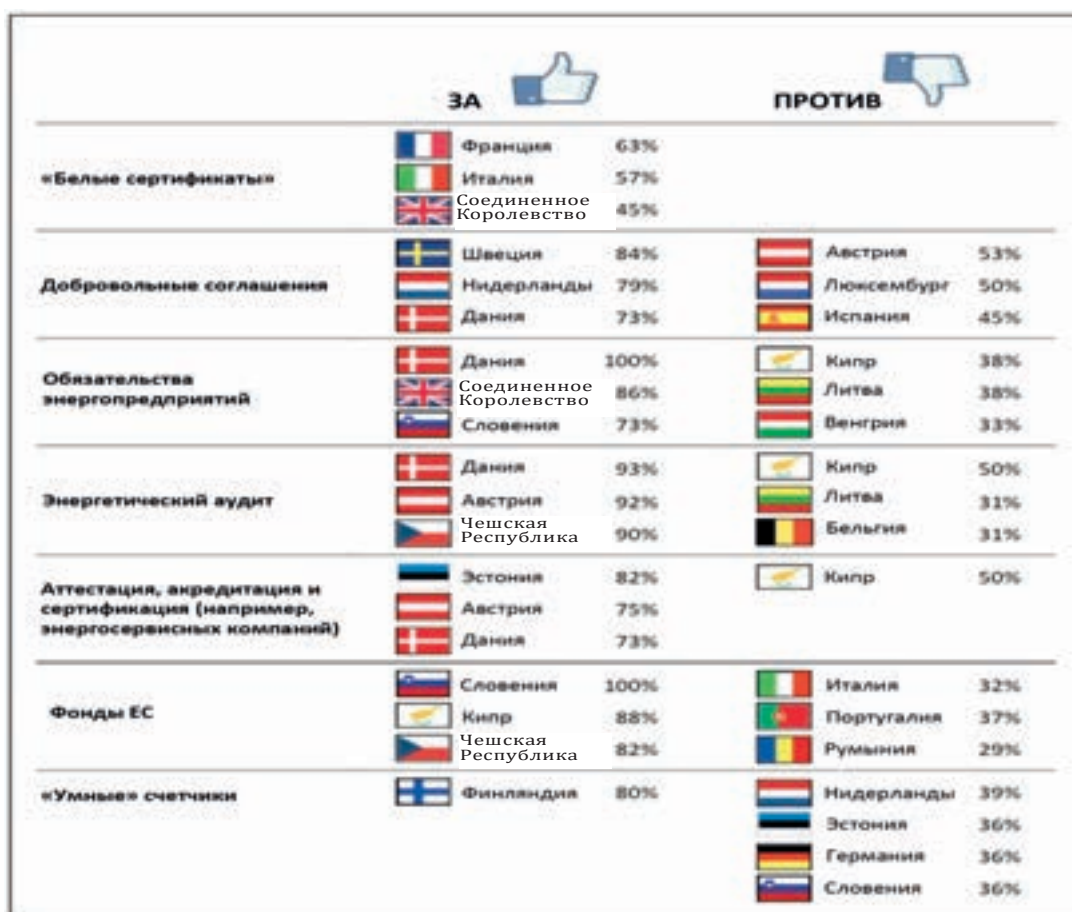 ЗА ПРОТИВ
«Белые сертификаты»
Франция 63%
Италия 57%
Соединенное
Королевство 45%
Добровольные соглашения
Швеция 84%
Нидерланды 79%
Дания 73%
Австрия 53%
Люксембург 50%
Испания 45%
Обязательства
энергопредприятий
Дания 100%
Соединенное
Королевство 86%
Словения 73%
Кипр 38%
Литва 38%
Венгрия 33%
Энергетический аудит
Дания 93%
Австрия 92%
Чешская
Республика 90%
Кипр 50%
Литва 31%
Бельгия 31%
Аттестация, акредитация и
сертификация (например,
энергосервисных компаний)
Эстония 82%
Австрия 75%
Дания 73%
Кипр 50%
Фонды ЕС
Словения 100%
Кипр 88%
Чешская
Республика 82%
Италия 32%
Португалия 37%
Румыния 29%
«Умные» счетчики
Финляндия 80%
Нидерланды 39%
Эстония 36%
Германия 36%
Словения 36%